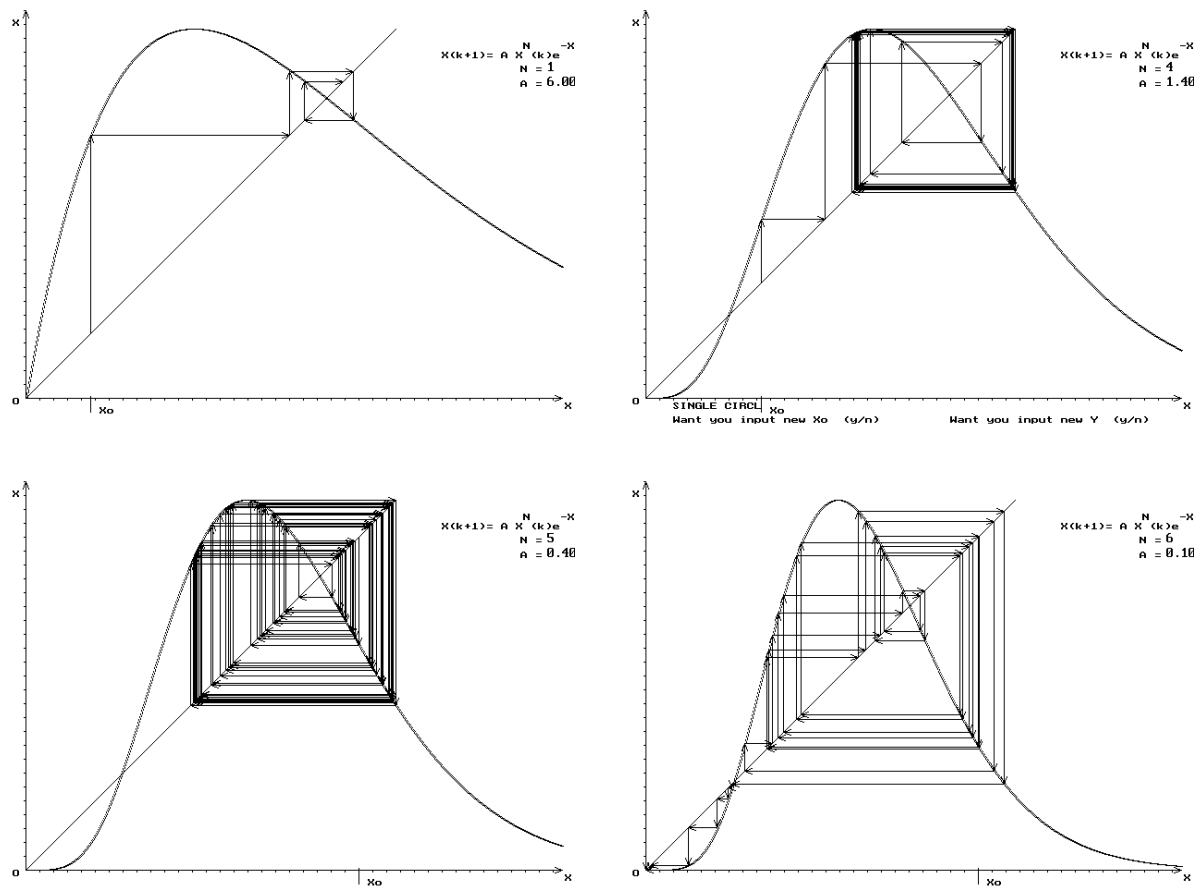 X
N -X
X(k+1)= A X (k)e
N = 1
A = 6.00
0
Xo
X
X
N -X
X(k+1)= A X (k)e
N = 4
A = 1.40
0
SINGLE CIRCL
Xo
X
Want you input new Xo (y/n) Want you input new Y (y/n)
X
N -X
X(k+1)= A X (k)e
N = 5
A = 0.40
0
Xo
X
X
N -X
X(k+1)= A X (k)e
N = 6
A = 0.10
0
Xo
X